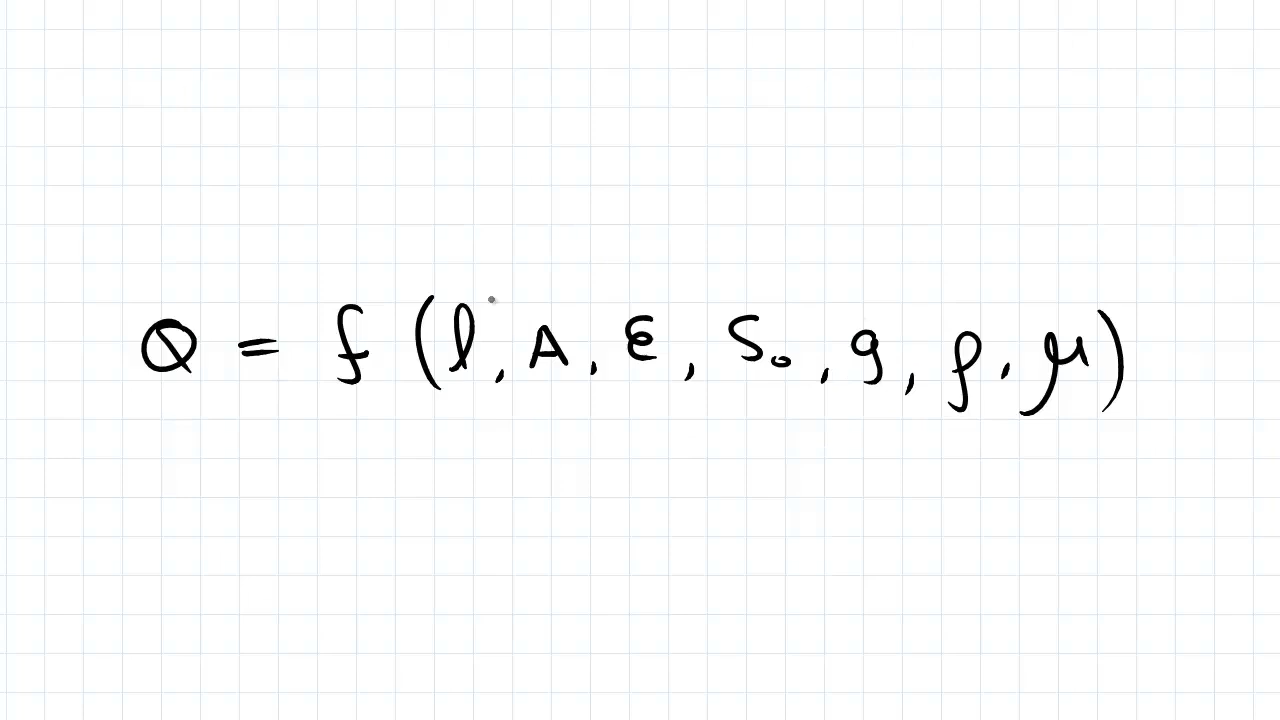 Q = f (l, A, ε, S₀, g, ρ, μ)